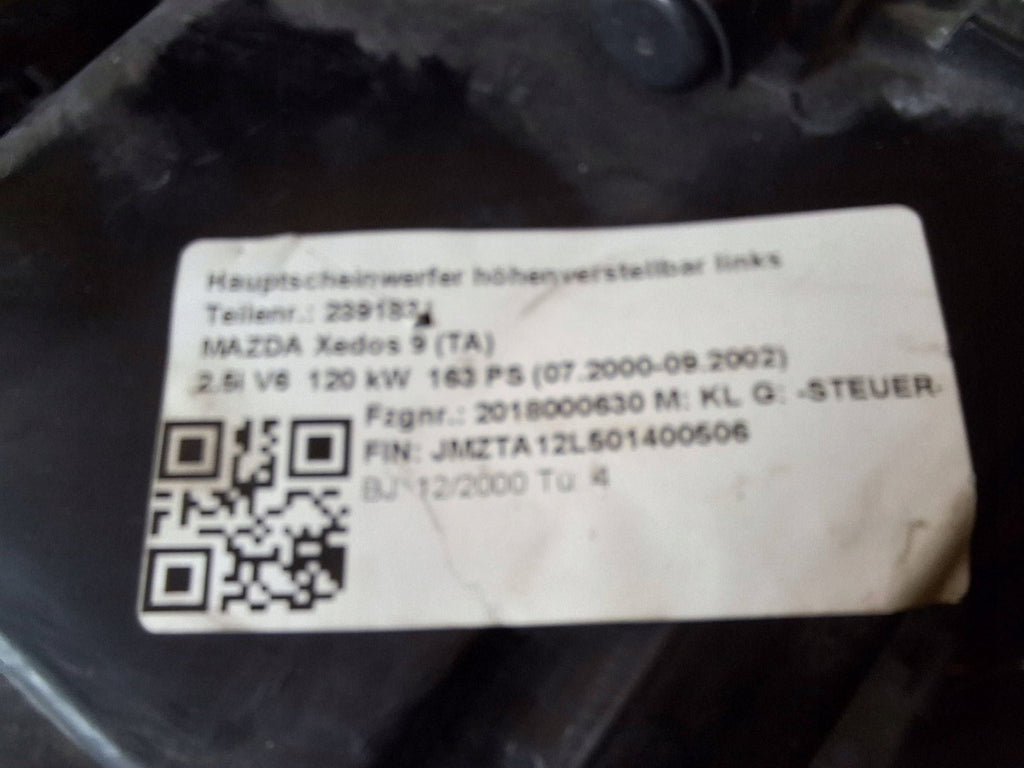 Hauptscheinwerfer höhenverstellbar links
Teilenr.:
MAZDA Xedos 9 (TA)
2.5i V6 120 kW 163 PS (07.2000-09.2002)
Fzgnr.: 2018000630 M: KL G: -STEUER-
FIN: JMZTA12L501400506
BJ: 12/2000 Tü: 4